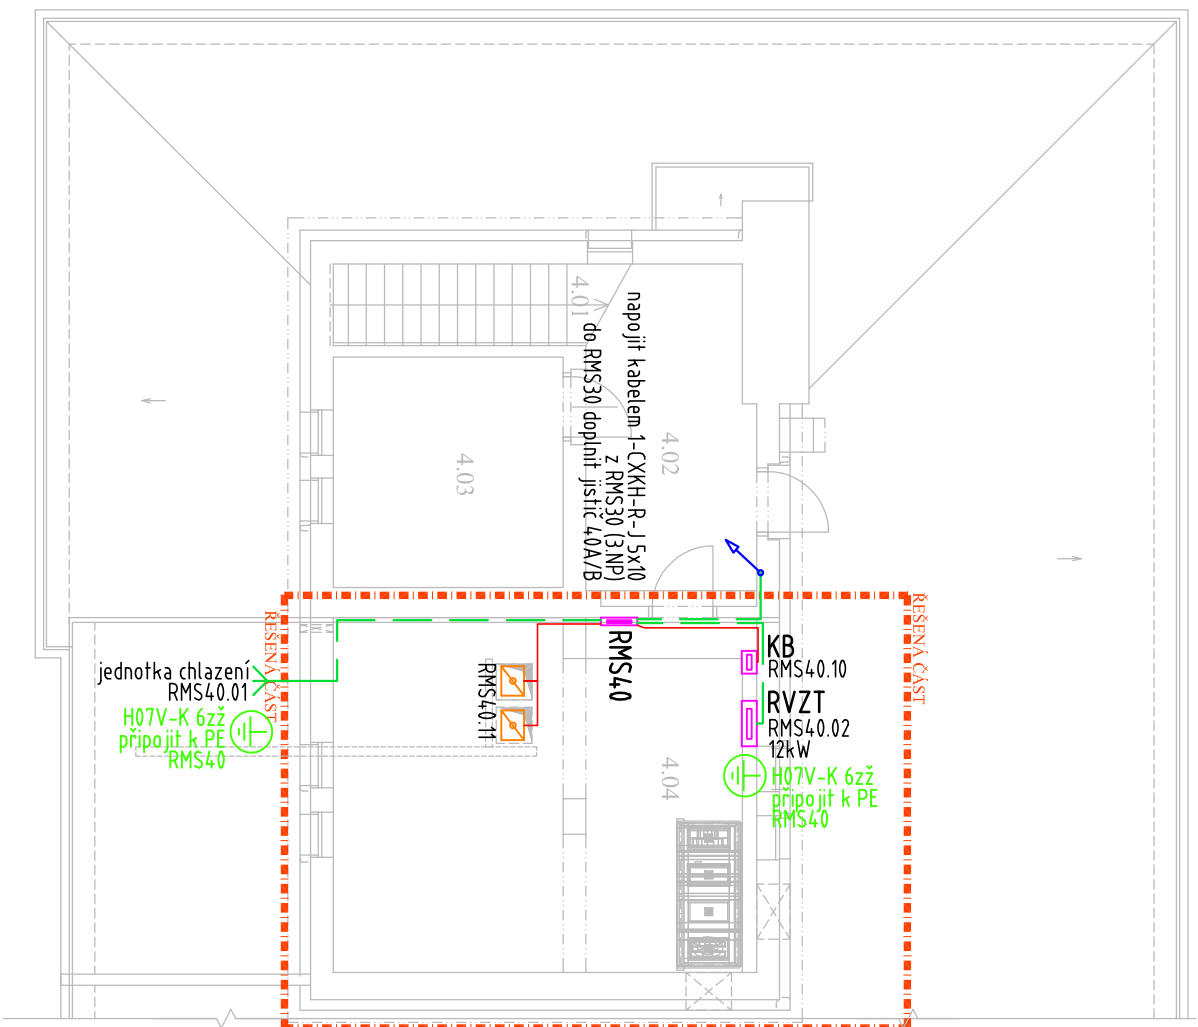 4.01
napojit kabelem 1-CXKH-R-J 5x10
z RMS30 (3.NP)
do RMS30 doplnit jistič 40A/B
4.02
4.03
ŘEŠENÁ ČÁST
ŘEŠENÁ ČÁST
RMS40
KB
RMS40.10
jednotka chlazení
RMS40.01
RMS40.11
RVZT
RMS40.02
12kW
H07V-K 6zž
připojit k PE
RMS40
4.04
H07V-K 6zž
připojit k PE
RMS40